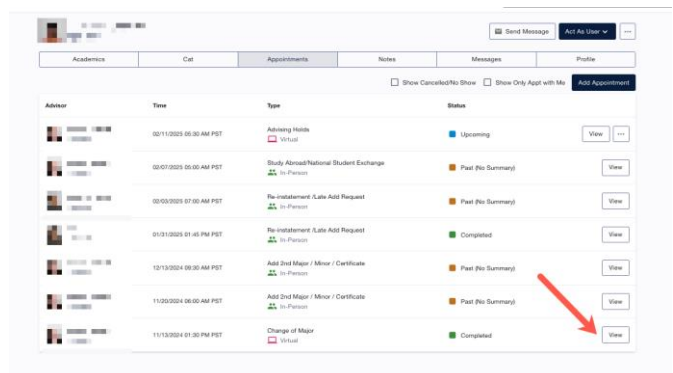 Send Message Act As User
Academics Cat Appointments Notes Messages Profile
Show Cancelled/No Show Show Only Appt with Me Add Appointment
Advisor Time Type Status
02/11/2025 05:30 AM PST Advising Holds Upcoming View
Virtual
02/07/2025 05:00 AM PST Study Abroad/National Student Exchange Past (No Summary) View
In-Person
02/03/2025 07:00 AM PST Re-instatement /Late Add Request Past (No Summary) View
In-Person
01/31/2025 01:45 PM PST Re-instatement /Late Add Request Completed View
In-Person
12/13/2024 09:30 AM PST Add 2nd Major / Minor / Certificate Past (No Summary) View
In-Person
11/20/2024 06:00 AM PST Add 2nd Major / Minor / Certificate Past (No Summary) View
In-Person
11/13/2024 01:30 PM PST Change of Major Completed View
Virtual